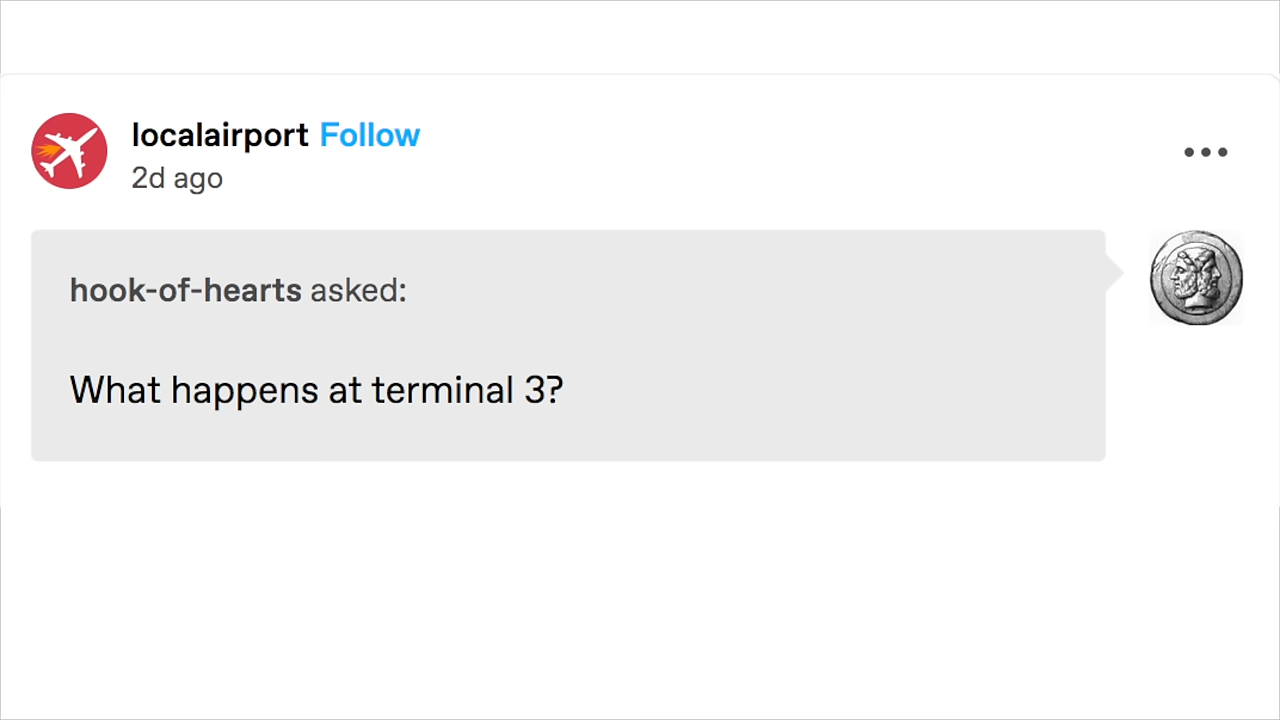 localairport Follow
2d ago
hook-of-hearts asked:
What happens at terminal 3?